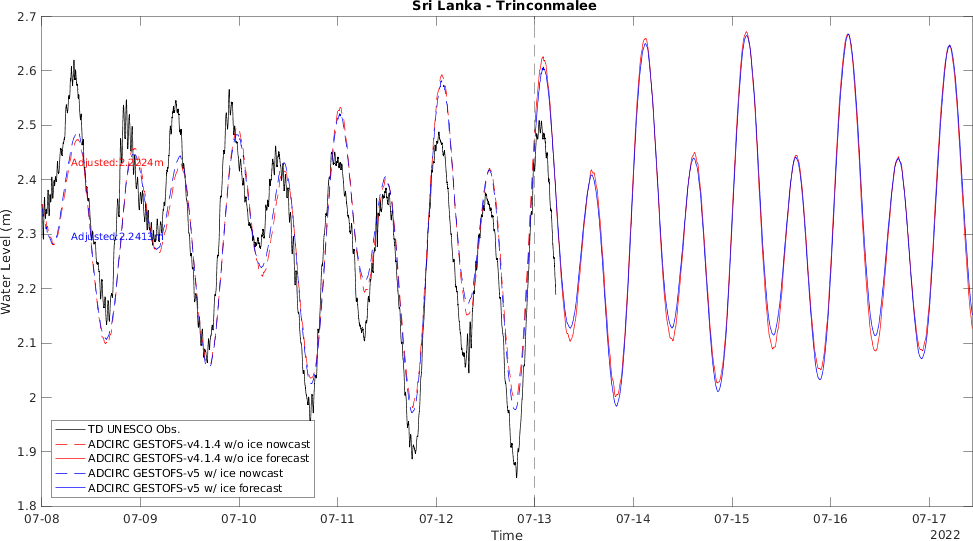 Sri Lanka - Trinconmalee
2.7
2.6
2.5
2.4
2.3
2.2
2.1
2
1.9
1.8
Water Level (m)
Adjusted:2.2224m
Adjusted:2.2413m
TD UNESCO Obs.
ADCIRC GESTOFS-v4.1.4 w/o ice nowcast
ADCIRC GESTOFS-v4.1.4 w/o ice forecast
ADCIRC GESTOFS-v5 w/ ice nowcast
ADCIRC GESTOFS-v5 w/ ice forecast
07-08 07-09 07-10 07-11 07-12 07-13 07-14 07-15 07-16 07-17
Time
2022